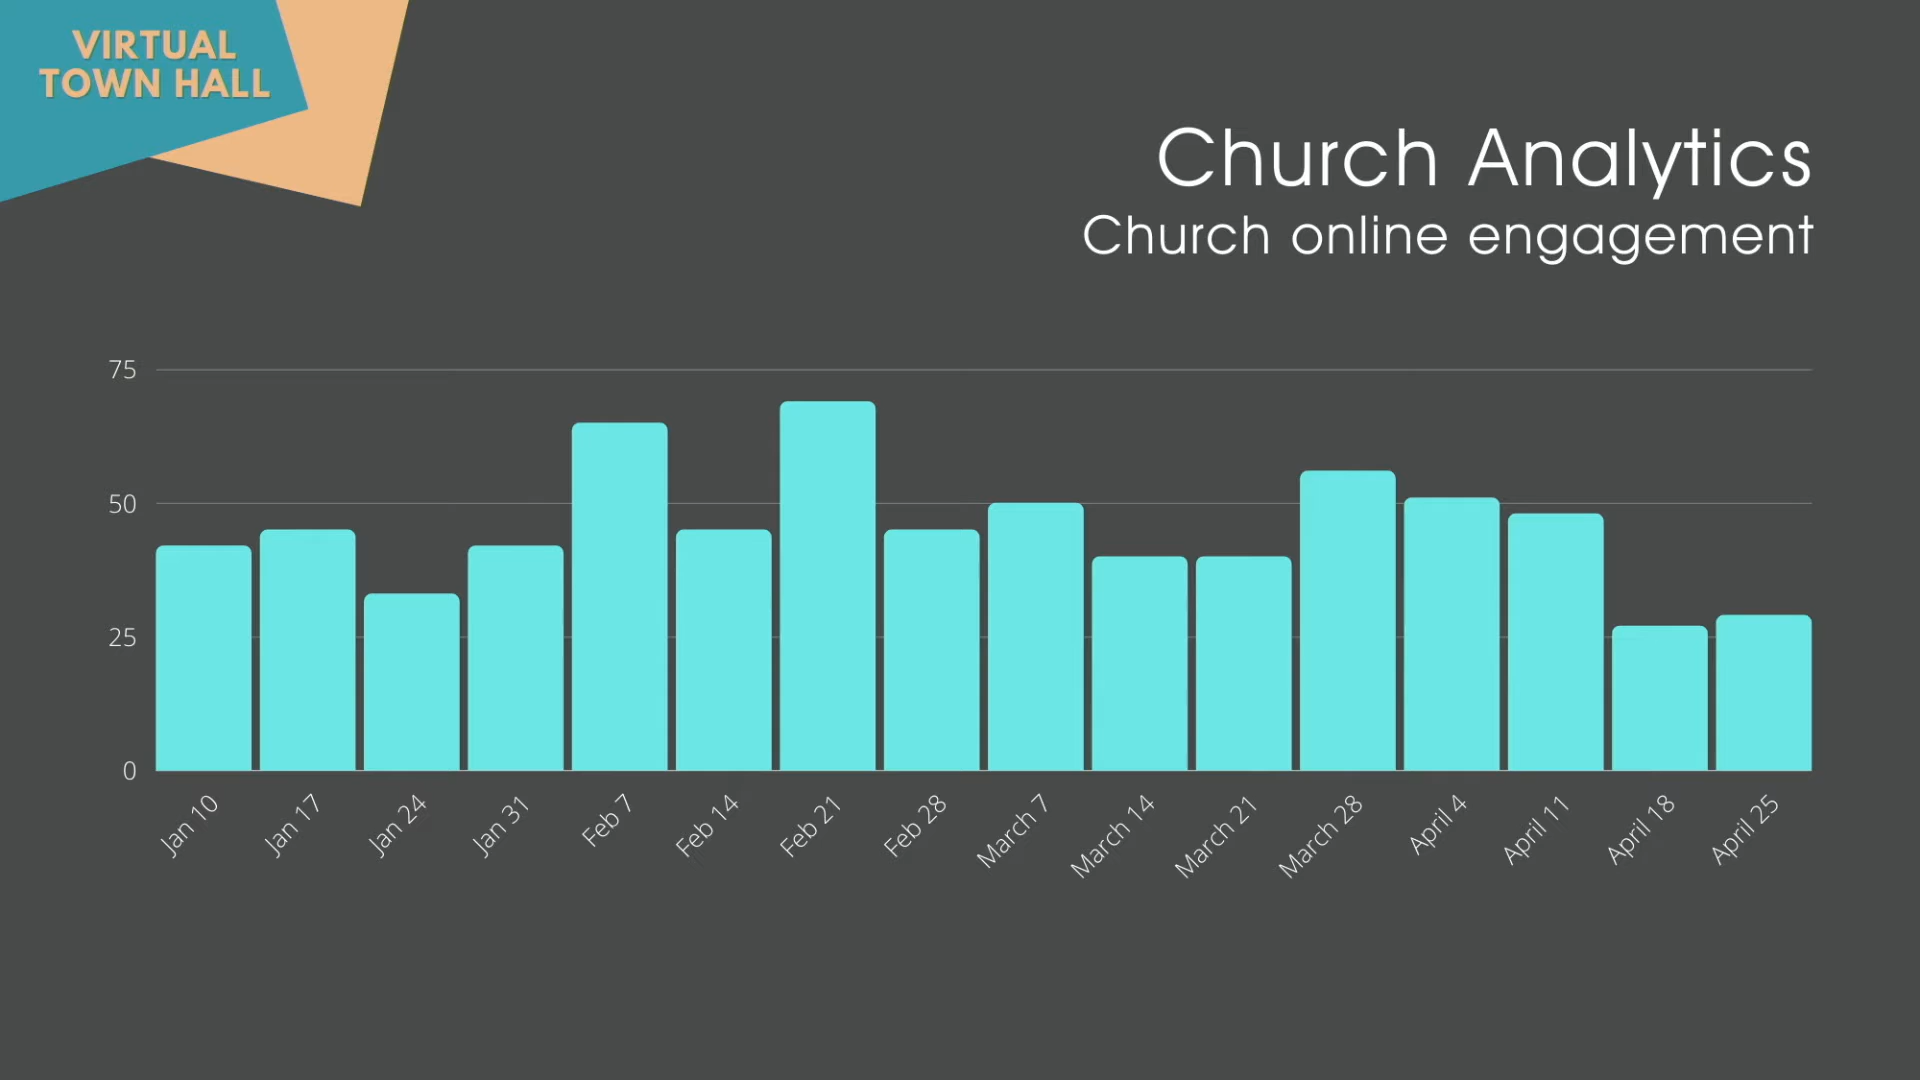 VIRTUAL
TOWN HALL
Church Analytics
Church online engagement
75
50
25
0
Jan 10
Jan 17
Jan 24
Jan 31
Feb 7
Feb 14
Feb 21
Feb 28
March 7
March 14
March 21
March 28
April 4
April 11
April 18
April 25